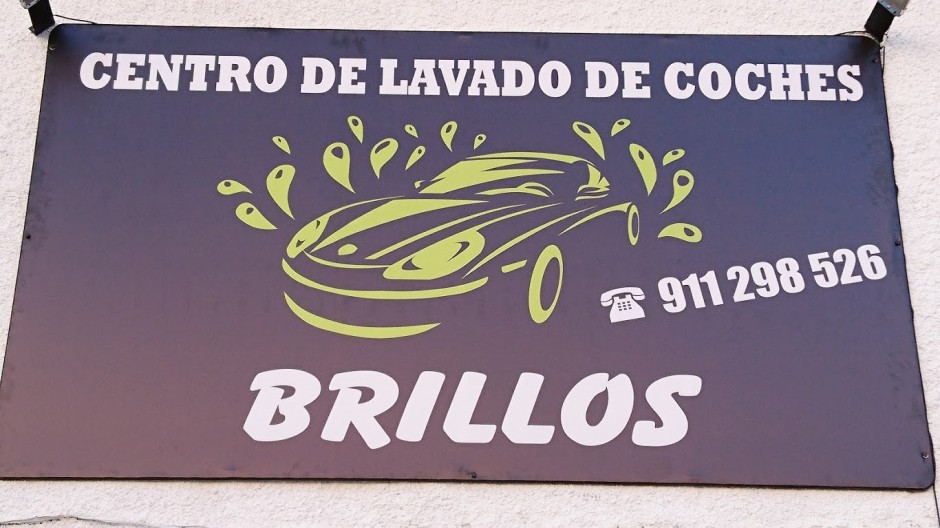 CENTRO DE LAVADO DE COCHES
911 298 526
BRILLOS